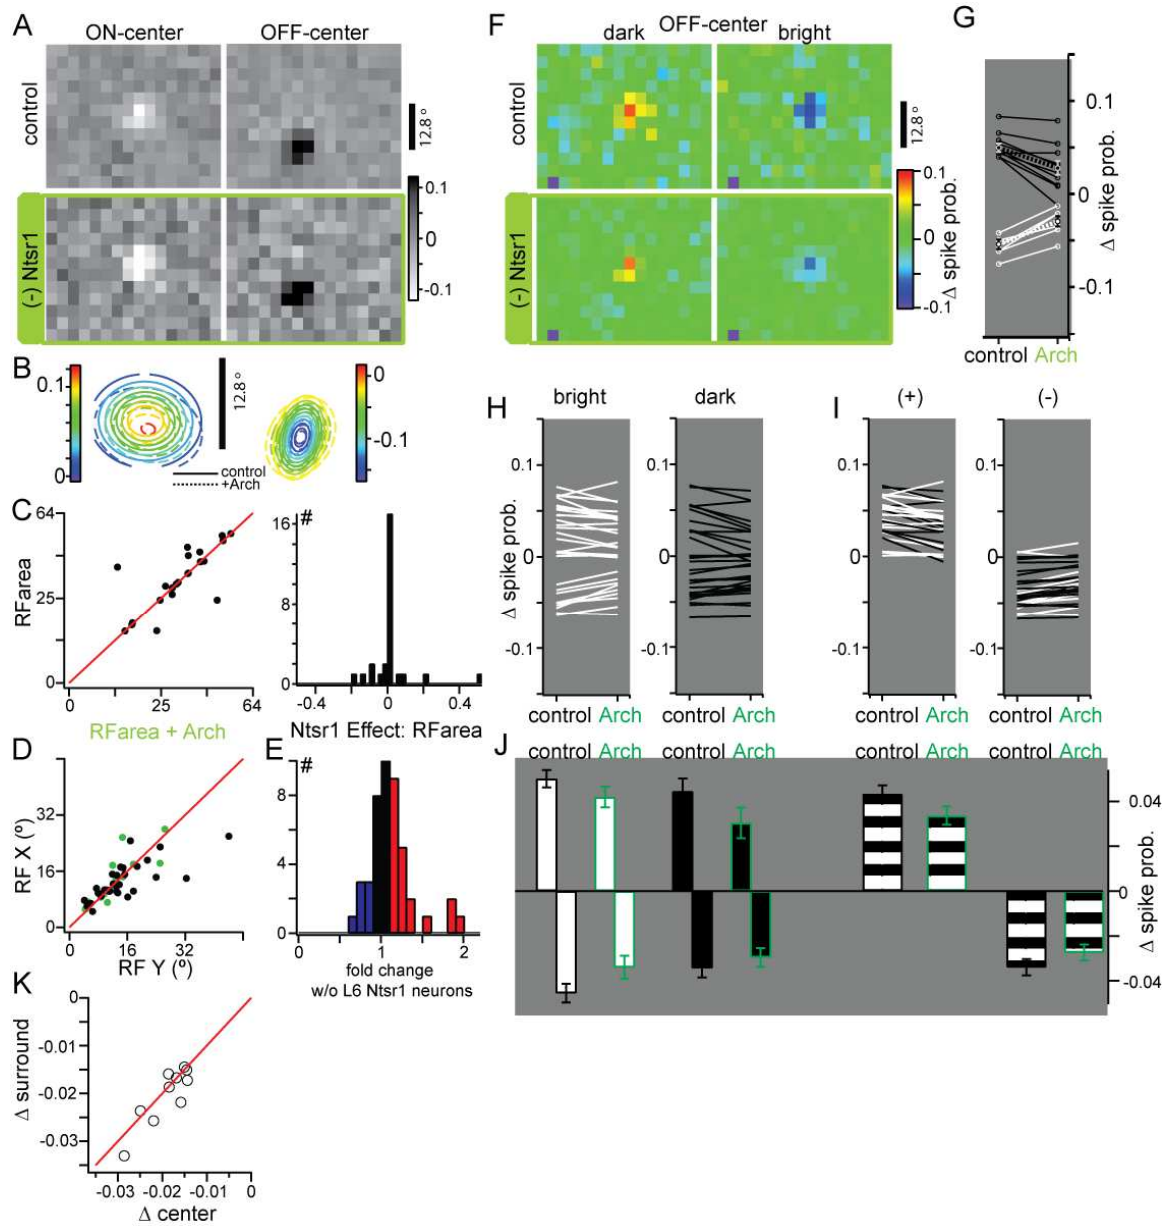 A
ON-center
OFF-center
control
12.8 °
(-) Ntsr1
0.1
0
-0.1
F
OFF-center
dark
bright
control
12.8 °
(-) Ntsr1
0.1
0
-0.1
Δ spike prob.
G
0.1
0
-0.1
Δ spike prob.
control Arch
B
0.1
0
12.8 °
0
-0.1
control
+Arch
C
64
25
0
RFarea
0 25 64
RFarea + Arch
#
16
8
0
-0.4 0 0.4
Ntsr1 Effect: RFarea
D
32
16
0
RF X (º)
0 16 32
RF Y (º)
E
#
8
4
0
0 1 2
fold change
w/o L6 Ntsr1 neurons
H
bright
dark
Δ spike prob.
0.1
0
-0.1
0.1
0
-0.1
control Arch
control Arch
I
(+)
(-)
0.1
0
-0.1
0.1
0
-0.1
control Arch
control Arch
J
control Arch
control Arch
control Arch
control Arch
0.04
0
-0.04
Δ spike prob.
K
0
-0.01
-0.02
-0.03
Δ surround
-0.03 -0.02 -0.01 0
Δ center